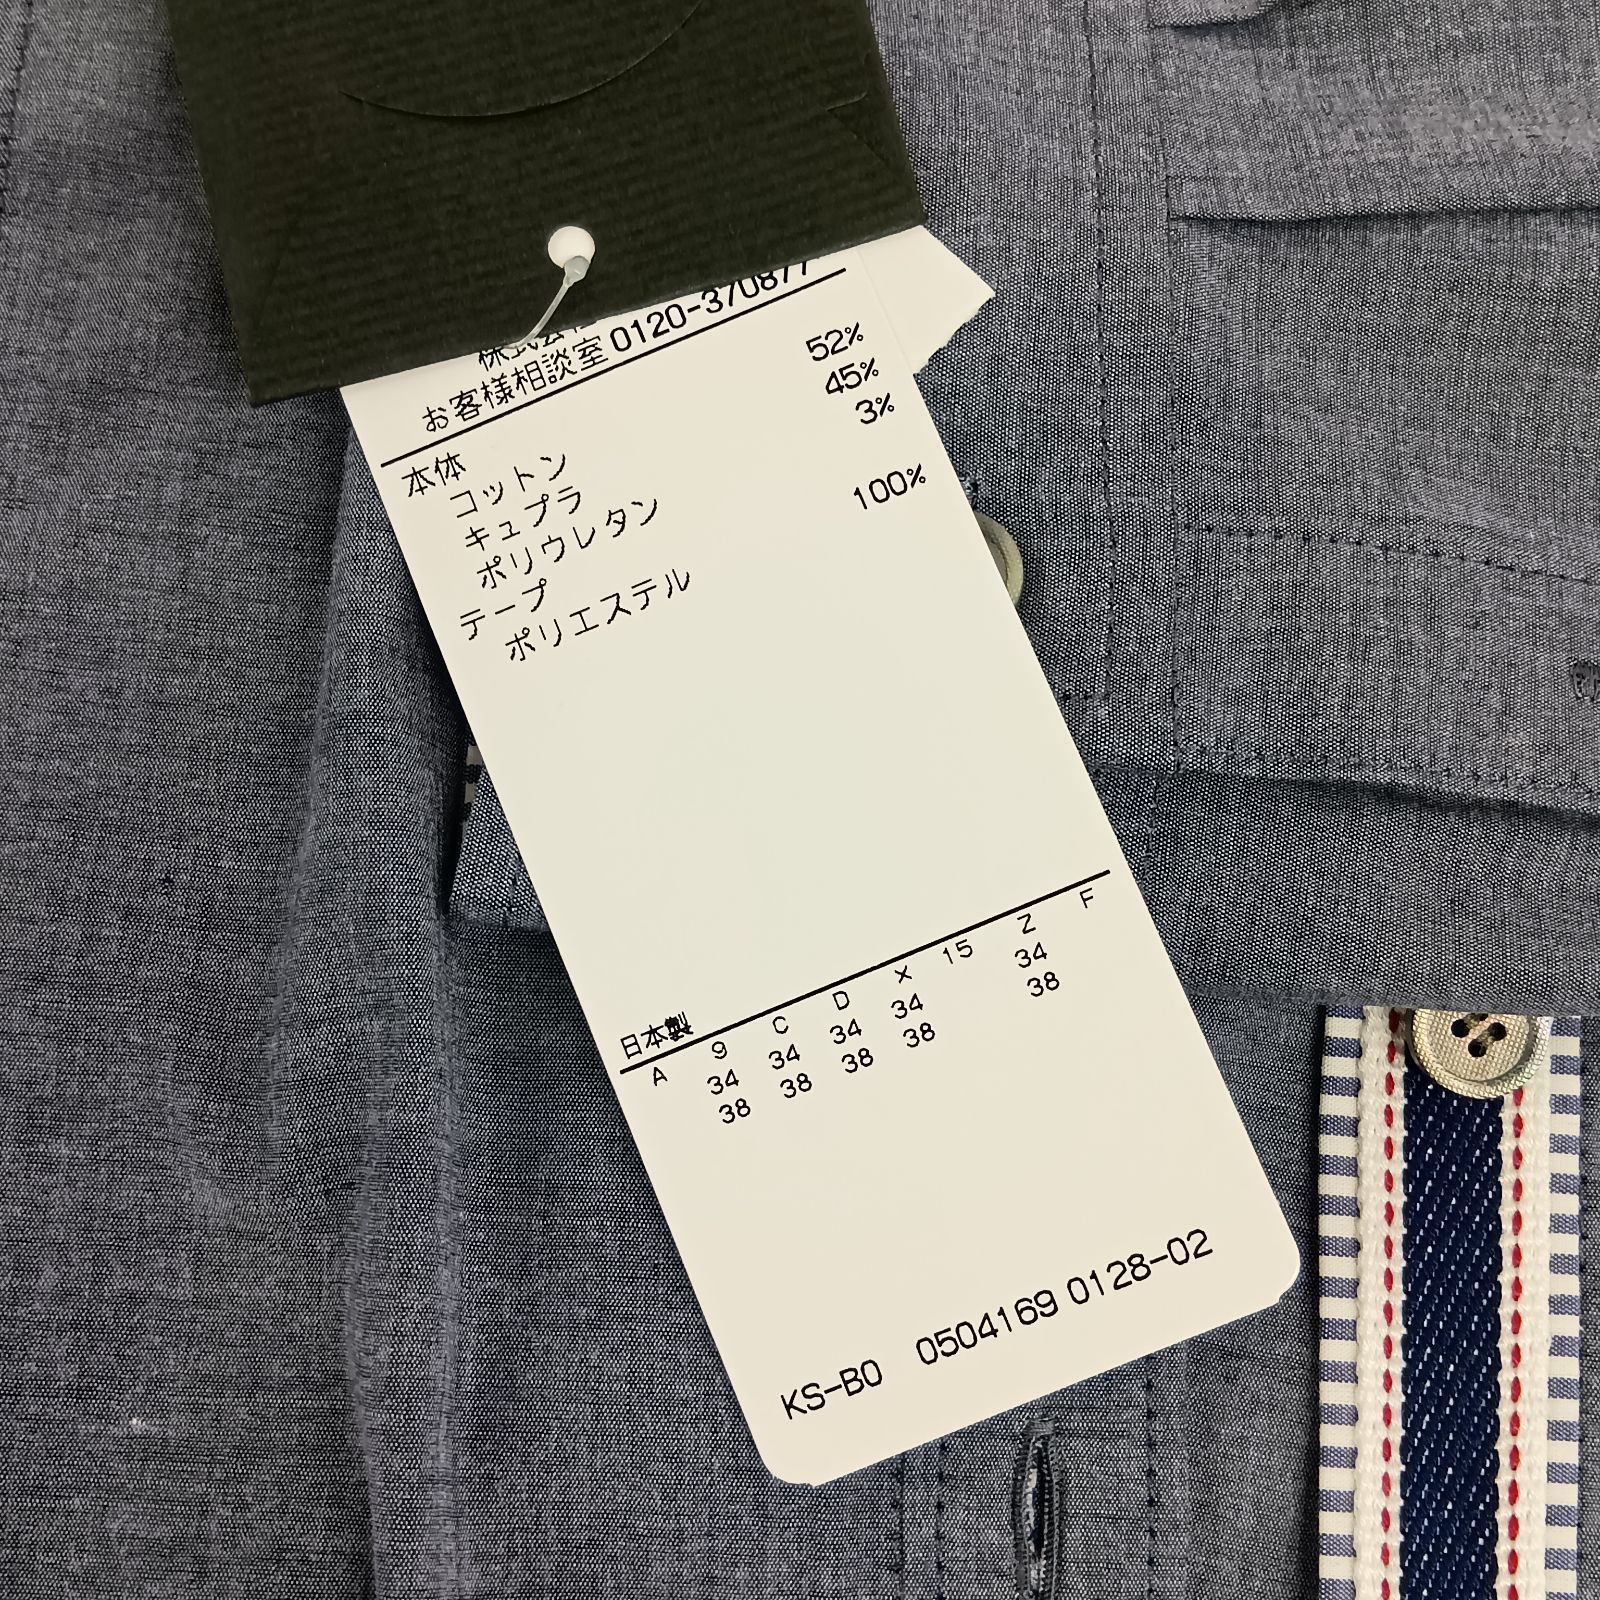 お客様相談室 0120-370877
本体
コットン 52%
キュプラ 45%
ポリウレタン 3%
テープ
ポリエステル 100%
日本製
A 9 C D X 15 Z F
34 34 34 34 34
38 38 38 38 38
KS-B0 0504169 0128-02